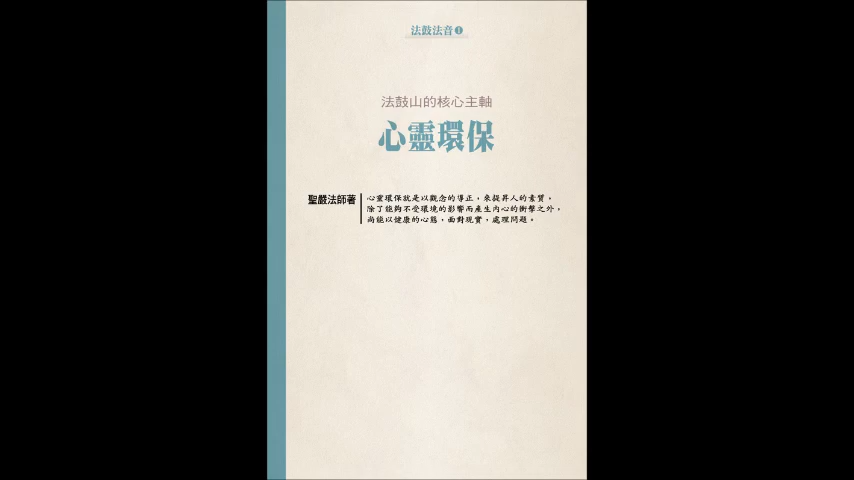 法鼓法音❶
法鼓山的核心主軸
心靈環保
聖嚴法師著
心靈環保就是以觀念的導正，來提昇人的素質，
除了能夠不受環境的影響而產生內心的衝擊之外，
尚能以健康的心態，面對現實，處理問題。